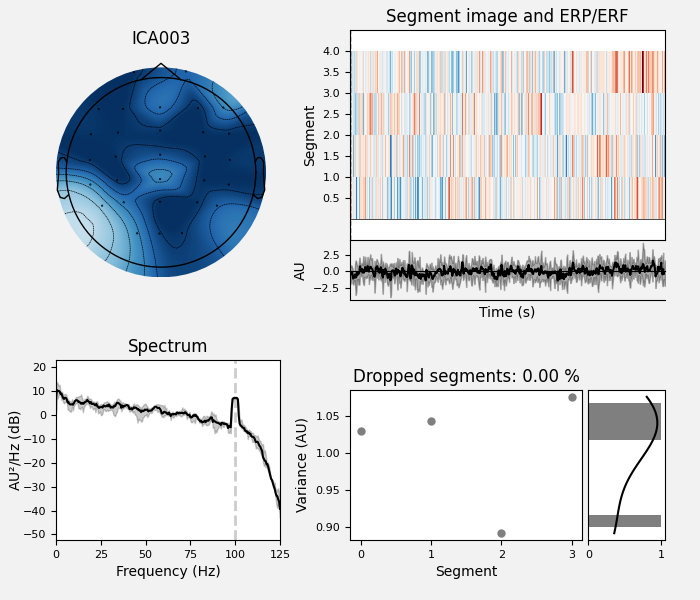 ICA003
Segment image and ERP/ERF
Segment
4.0
3.5
3.0
2.5
2.0
1.5
1.0
0.5
AU
2.5
0.0
−2.5
Time (s)
Spectrum
AU²/Hz (dB)
20
10
0
−10
−20
−30
−40
−50
0 25 50 75 100 125
Frequency (Hz)
Dropped segments: 0.00 %
Variance (AU)
1.05
1.00
0.95
0.90
0 1 2 3
Segment
0 1